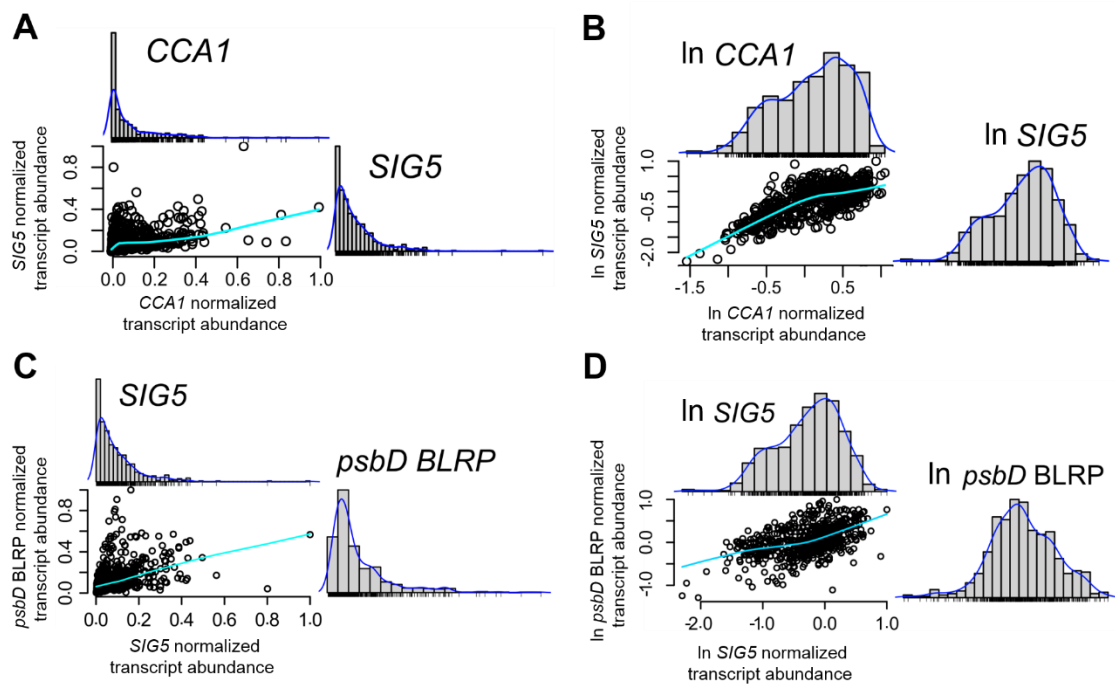 A
CCA1
SIG5
SIG5 normalized
transcript abundance
0.0
0.4
0.8
0.0 0.2 0.4 0.6 0.8 1.0
CCA1 normalized
transcript abundance
B
ln CCA1
ln SIG5
ln SIG5 normalized
transcript abundance
1.0
-0.5
-2.0
-1.5 -0.5 0.5
ln CCA1 normalized
transcript abundance
C
SIG5
psbD BLRP
psbD BLRP normalized
transcript abundance
0.0
0.4
0.8
0.0 0.2 0.4 0.6 0.8 1.0
SIG5 normalized
transcript abundance
D
ln SIG5
ln psbD BLRP
ln psbD BLRP normalized
transcript abundance
1.0
0.0
-1.0
-2.0 -1.0 0.0 1.0
ln SIG5 normalized
transcript abundance